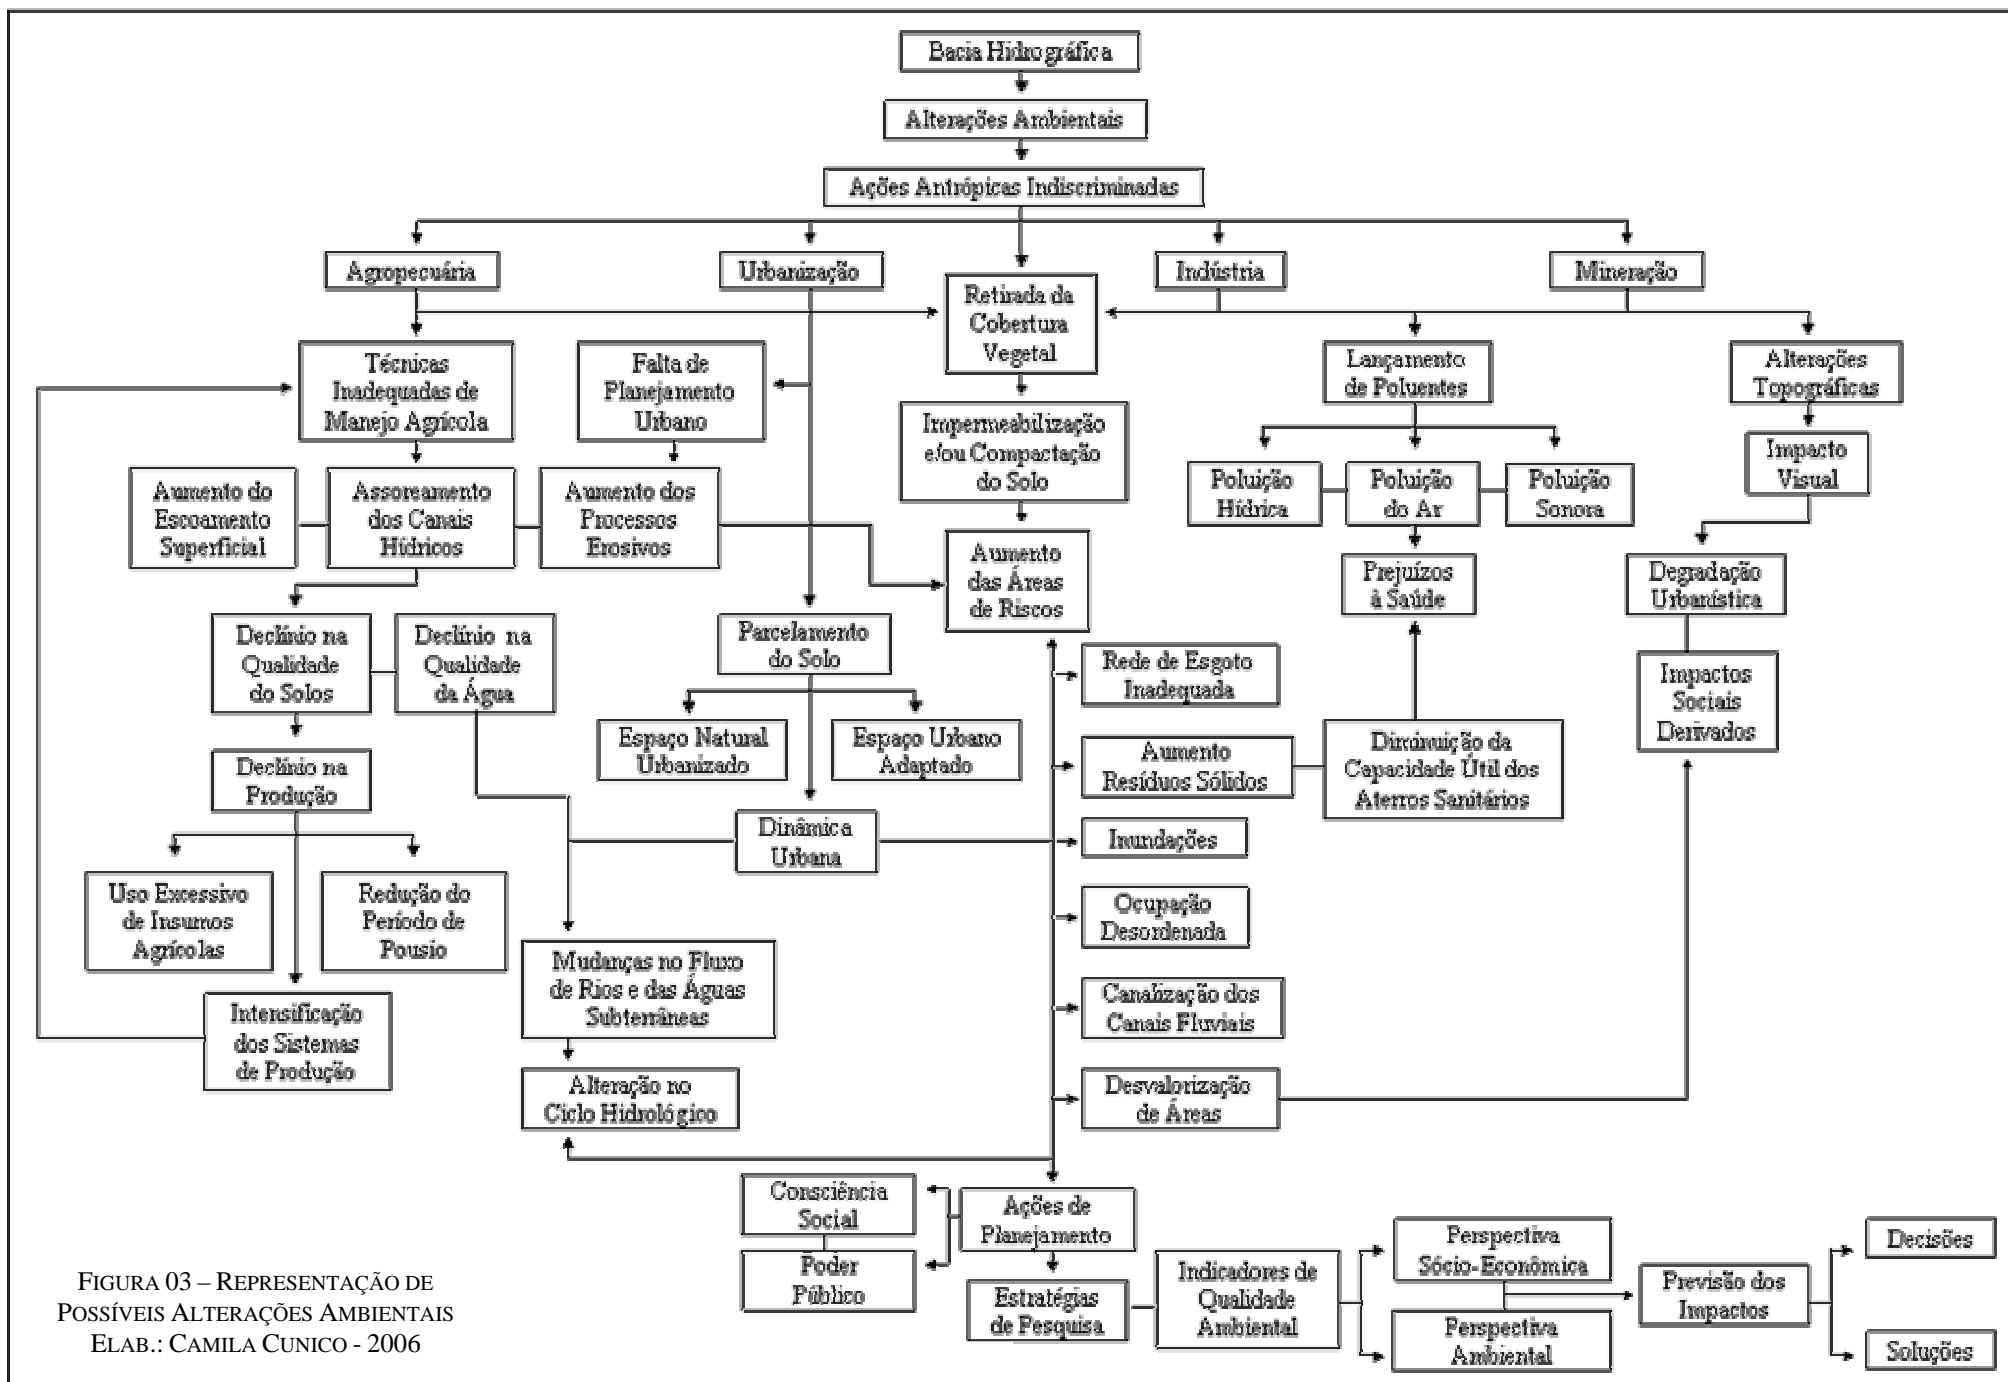 Bacia Hidrográfica
Alterações Ambientais
Ações Antrópicas Indiscriminadas
Agropecuária
Urbanização
Indústria
Mineração
Retirada da
Cobertura
Vegetal
Técnicas
Inadequadas de
Manejo Agrícola
Falta de
Planejamento
Urbano
Lançamento
de Poluentes
Alterações
Topográficas
Impermeabilização
e/ou Compactação
do Solo
Impacto
Visual
Aumento do
Escoamento
Superficial
Assoreamento
dos Canais
Hídricos
Aumento dos
Processos
Erosivos
Poluição
Hídrica
Poluição
do Ar
Poluição
Sonora
Aumento
das Áreas
de Riscos
Prejuízos
à Saúde
Degradação
Urbanística
Declínio na
Qualidade
do Solos
Declínio na
Qualidade
da Água
Parcelamento
do Solo
Rede de Esgoto
Inadequada
Impactos
Sociais
Derivados
Espaço Natural
Urbanizado
Espaço Urbano
Adaptado
Aumento
Resíduos Sólidos
Diminuição da
Capacidade Útil dos
Aterros Sanitários
Declínio na
Produção
Dinâmica
Urbana
Inundações
Uso Excessivo
de Insumos
Agrícolas
Redução do
Período de
Pousio
Ocupação
Desordenada
Mudanças no Fluxo
de Rios e das Águas
Subterrâneas
Canalização dos
Canais Fluviais
Intensificação
dos Sistemas
de Produção
Alteração no
Ciclo Hidrológico
Desvalorização
de Áreas
Consciência
Social
Ações de
Planejamento
Poder
Público
Estratégias
de Pesquisa
Indicadores de
Qualidade
Ambiental
Perspectiva
Sócio-Econômica
Perspectiva
Ambiental
Previsão dos
Impactos
Decisões
Soluções
FIGURA 03 – REPRESENTAÇÃO DE
POSSÍVEIS ALTERAÇÕES AMBIENTAIS
ELAB.: CAMILA CUNICO - 2006